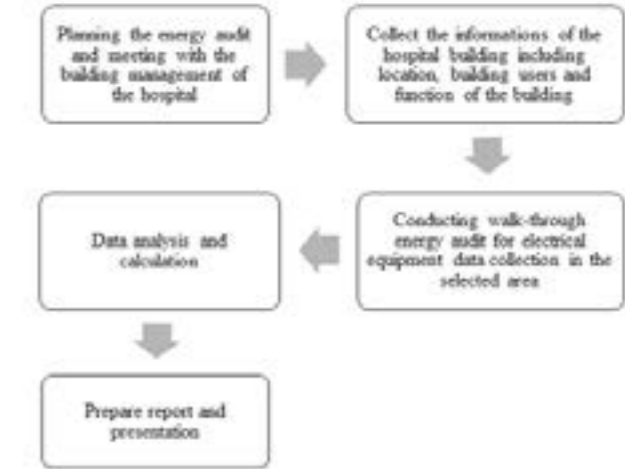 Planning the energy audit
and meeting with the
building management of
the hospital
Collect the informations of the
hospital building including
location, building users and
function of the building
Conducting walk-through
energy audit for electrical
equipment data collection in the
selected area
Data analysis and
calculation
Prepare report and
presentation